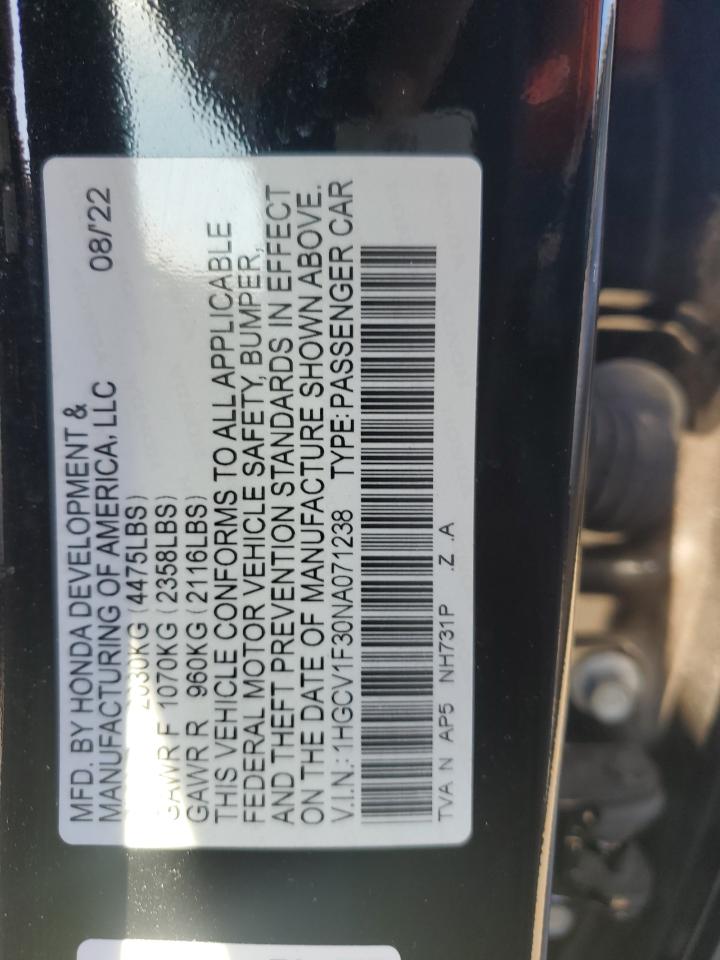 MFD. BY HONDA DEVELOPMENT &
MANUFACTURING OF AMERICA, LLC 08/'22
2030KG (4475LBS)
GAWR F 1070KG (2358LBS)
GAWR R 960KG (2116LBS)
THIS VEHICLE CONFORMS TO ALL APPLICABLE
FEDERAL MOTOR VEHICLE SAFETY, BUMPER,
AND THEFT PREVENTION STANDARDS IN EFFECT
ON THE DATE OF MANUFACTURE SHOWN ABOVE.
V.I.N.: 1HGCV1F30NA071238 TYPE: PASSENGER CAR
TVA N AP5 NH731P .Z .A